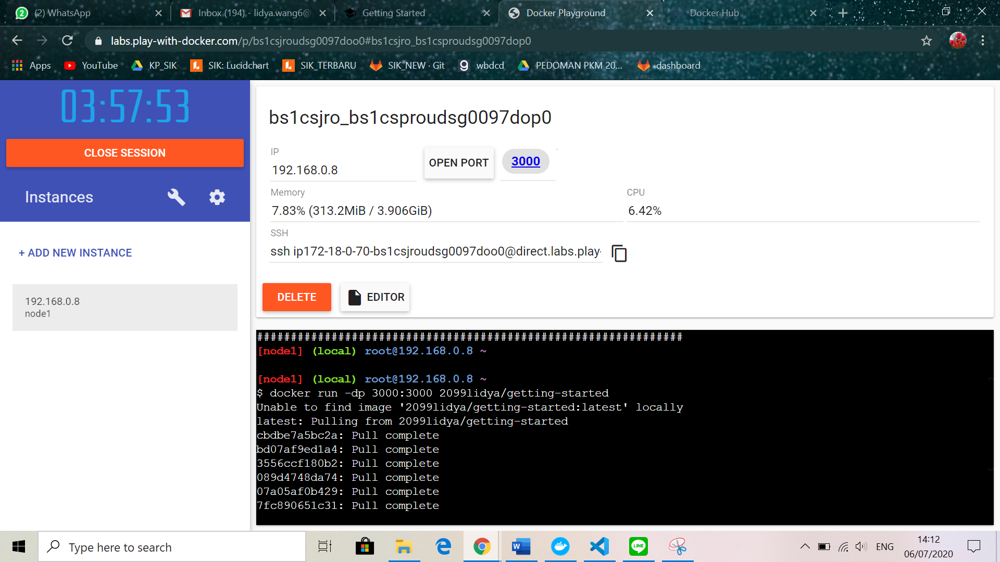 (2) WhatsApp
Inbox (194) - lidya.wang6@
Getting Started
Docker Playground
Docker Hub
labs.play-with-docker.com/p/bs1csjroudsg0097doo0#bs1csjro_bs1csproudsg0097dop0
Apps
YouTube
KP_SIK
SIK: Lucidchart
SIK_TERBARU
SIK_NEW · Git
wbdcd
PEDOMAN PKM 20...
dashboard
03:57:53
CLOSE SESSION
Instances
+ ADD NEW INSTANCE
192.168.0.8
node1
bs1csjro_bs1csproudsg0097dop0
IP
192.168.0.8
OPEN PORT
3000
Memory
7.83% (313.2MiB / 3.906GiB)
CPU
6.42%
SSH
ssh ip172-18-0-70-bs1csjroudsg0097doo0@direct.labs.play-
DELETE
EDITOR
###############################################################
[node1] (local) root@192.168.0.8 ~
[node1] (local) root@192.168.0.8 ~
$ docker run -dp 3000:3000 2099lidya/getting-started
Unable to find image '2099lidya/getting-started:latest' locally
latest: Pulling from 2099lidya/getting-started
cbdbe7a5bc2a: Pull complete
bd07af9ed1a4: Pull complete
3556ccf180b2: Pull complete
089d4748da74: Pull complete
07a05af0b429: Pull complete
7fc890651c31: Pull complete
Type here to search
ENG
14:12
06/07/2020